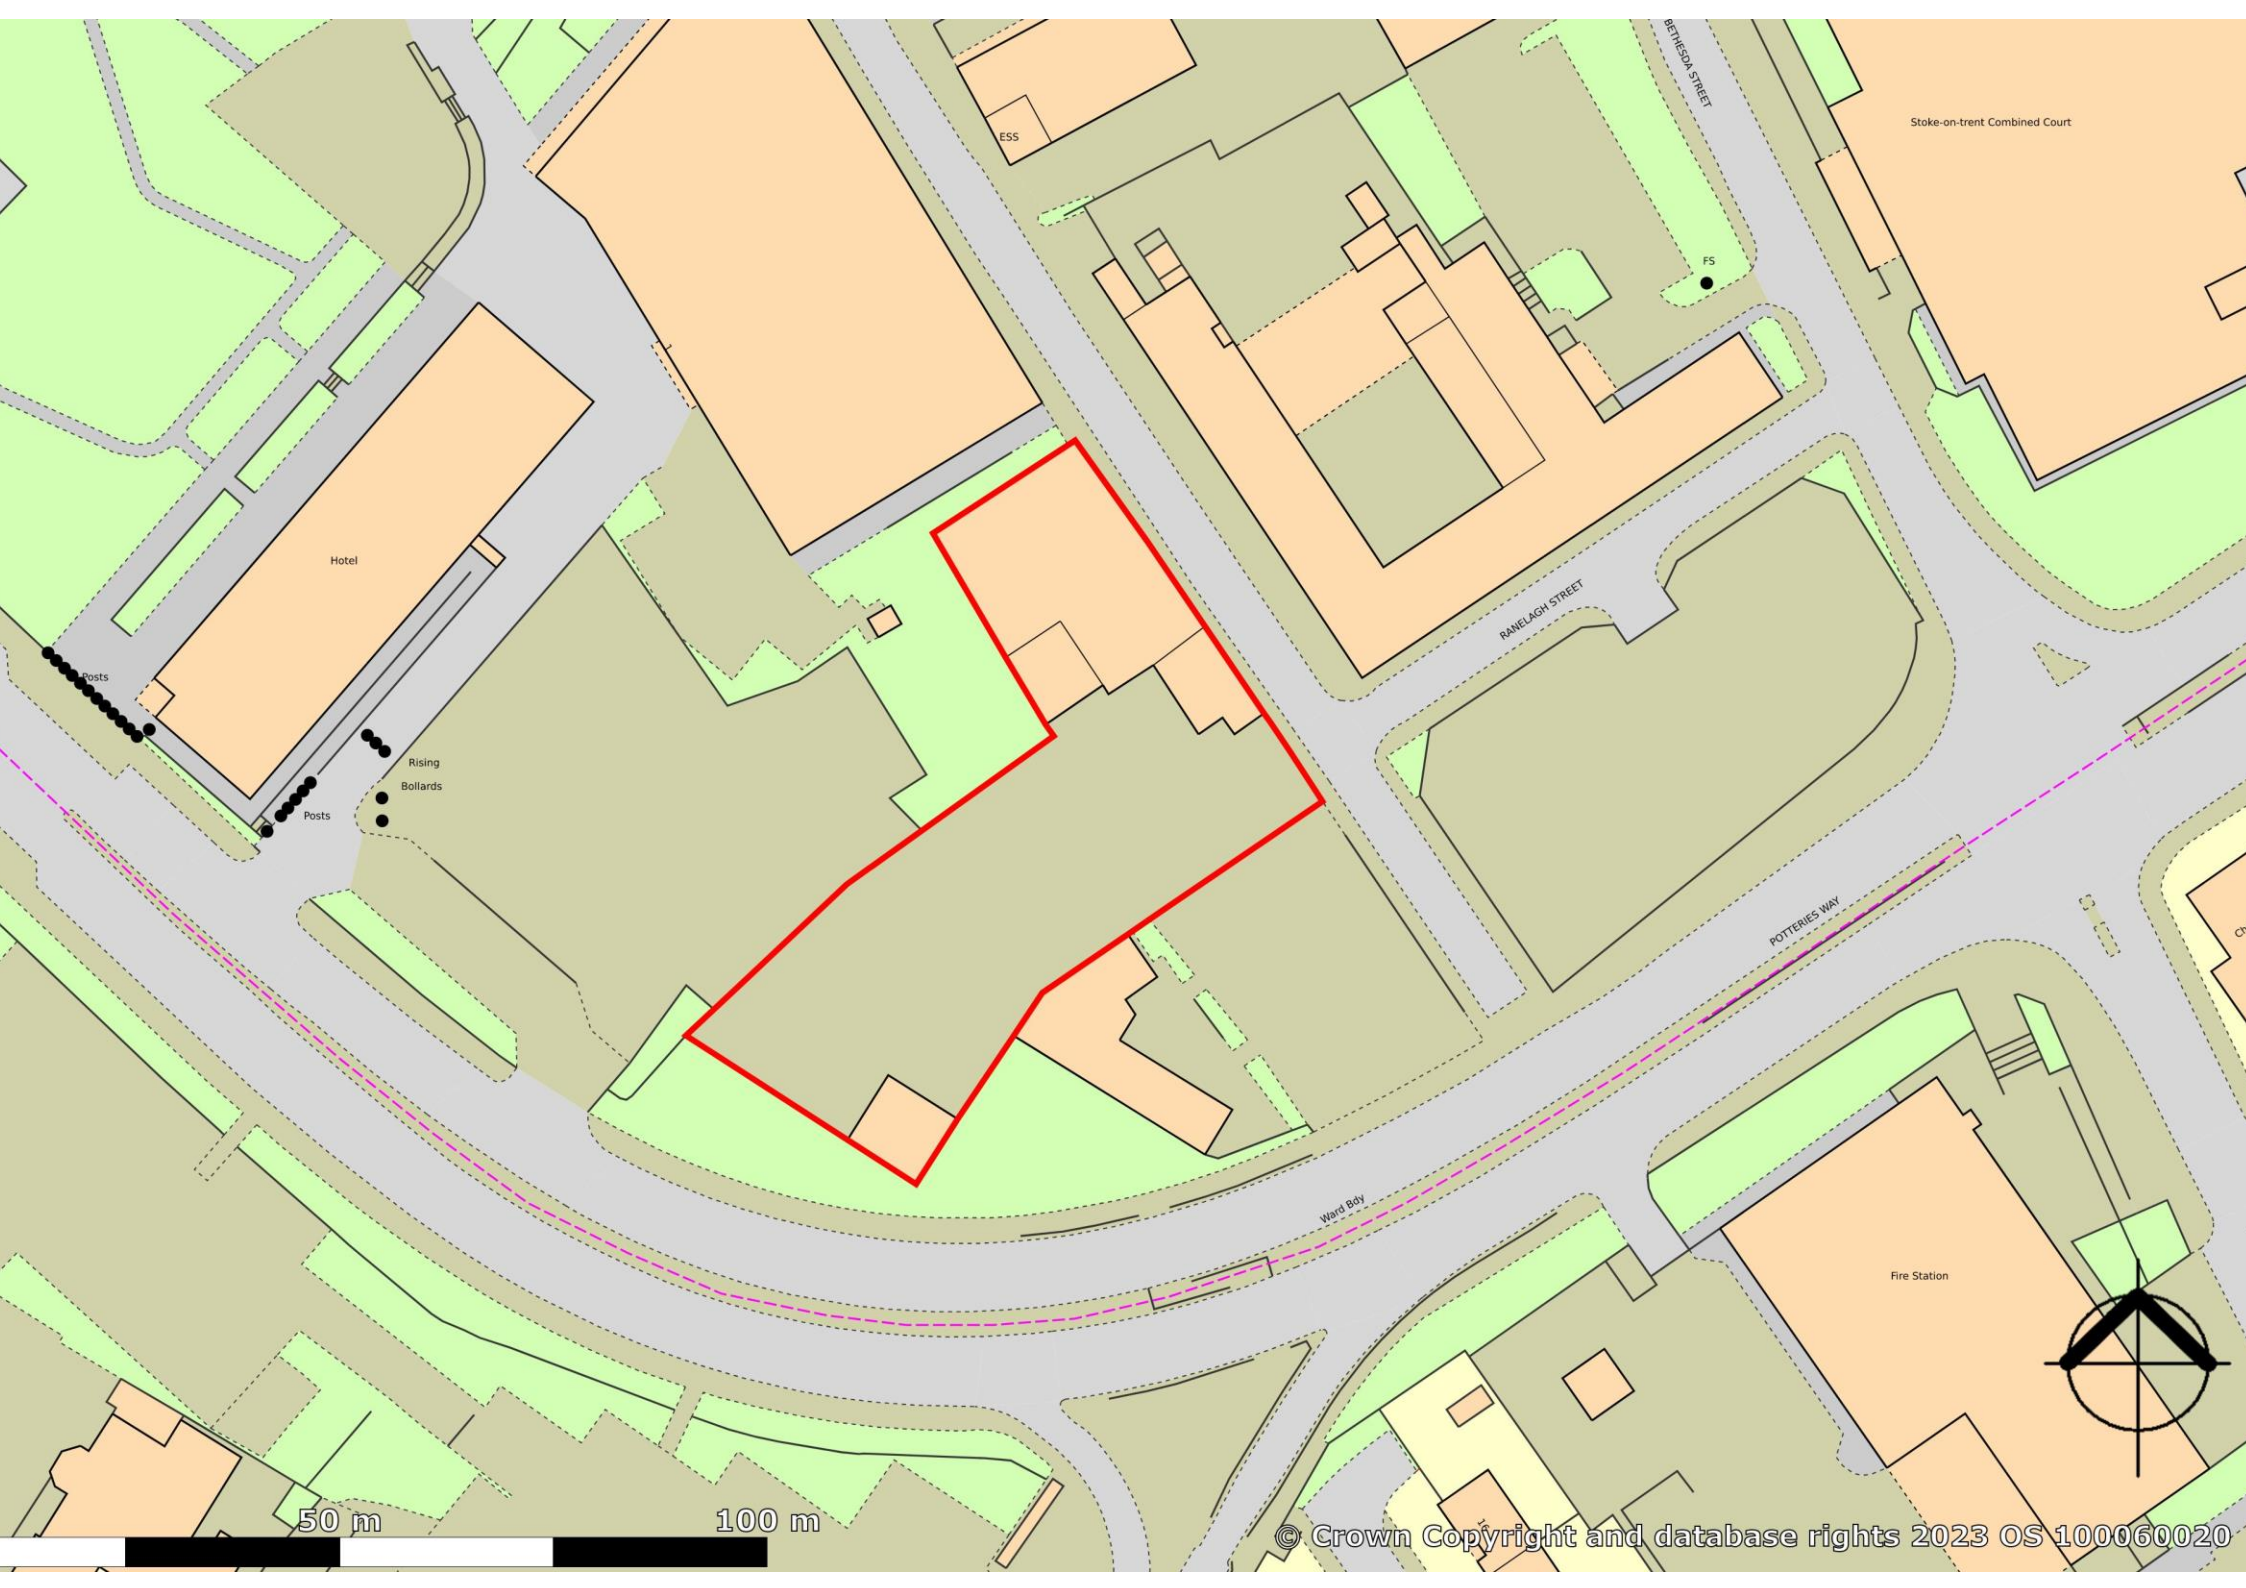 BETHESDA STREET
Stoke-on-trent Combined Court
ESS
FS
Hotel
RANELAGH STREET
Posts
Rising
Bollards
Posts
POTTERIES WAY
Ward Bdy
Fire Station
50 m
100 m
© Crown Copyright and database rights 2023 OS 100060020